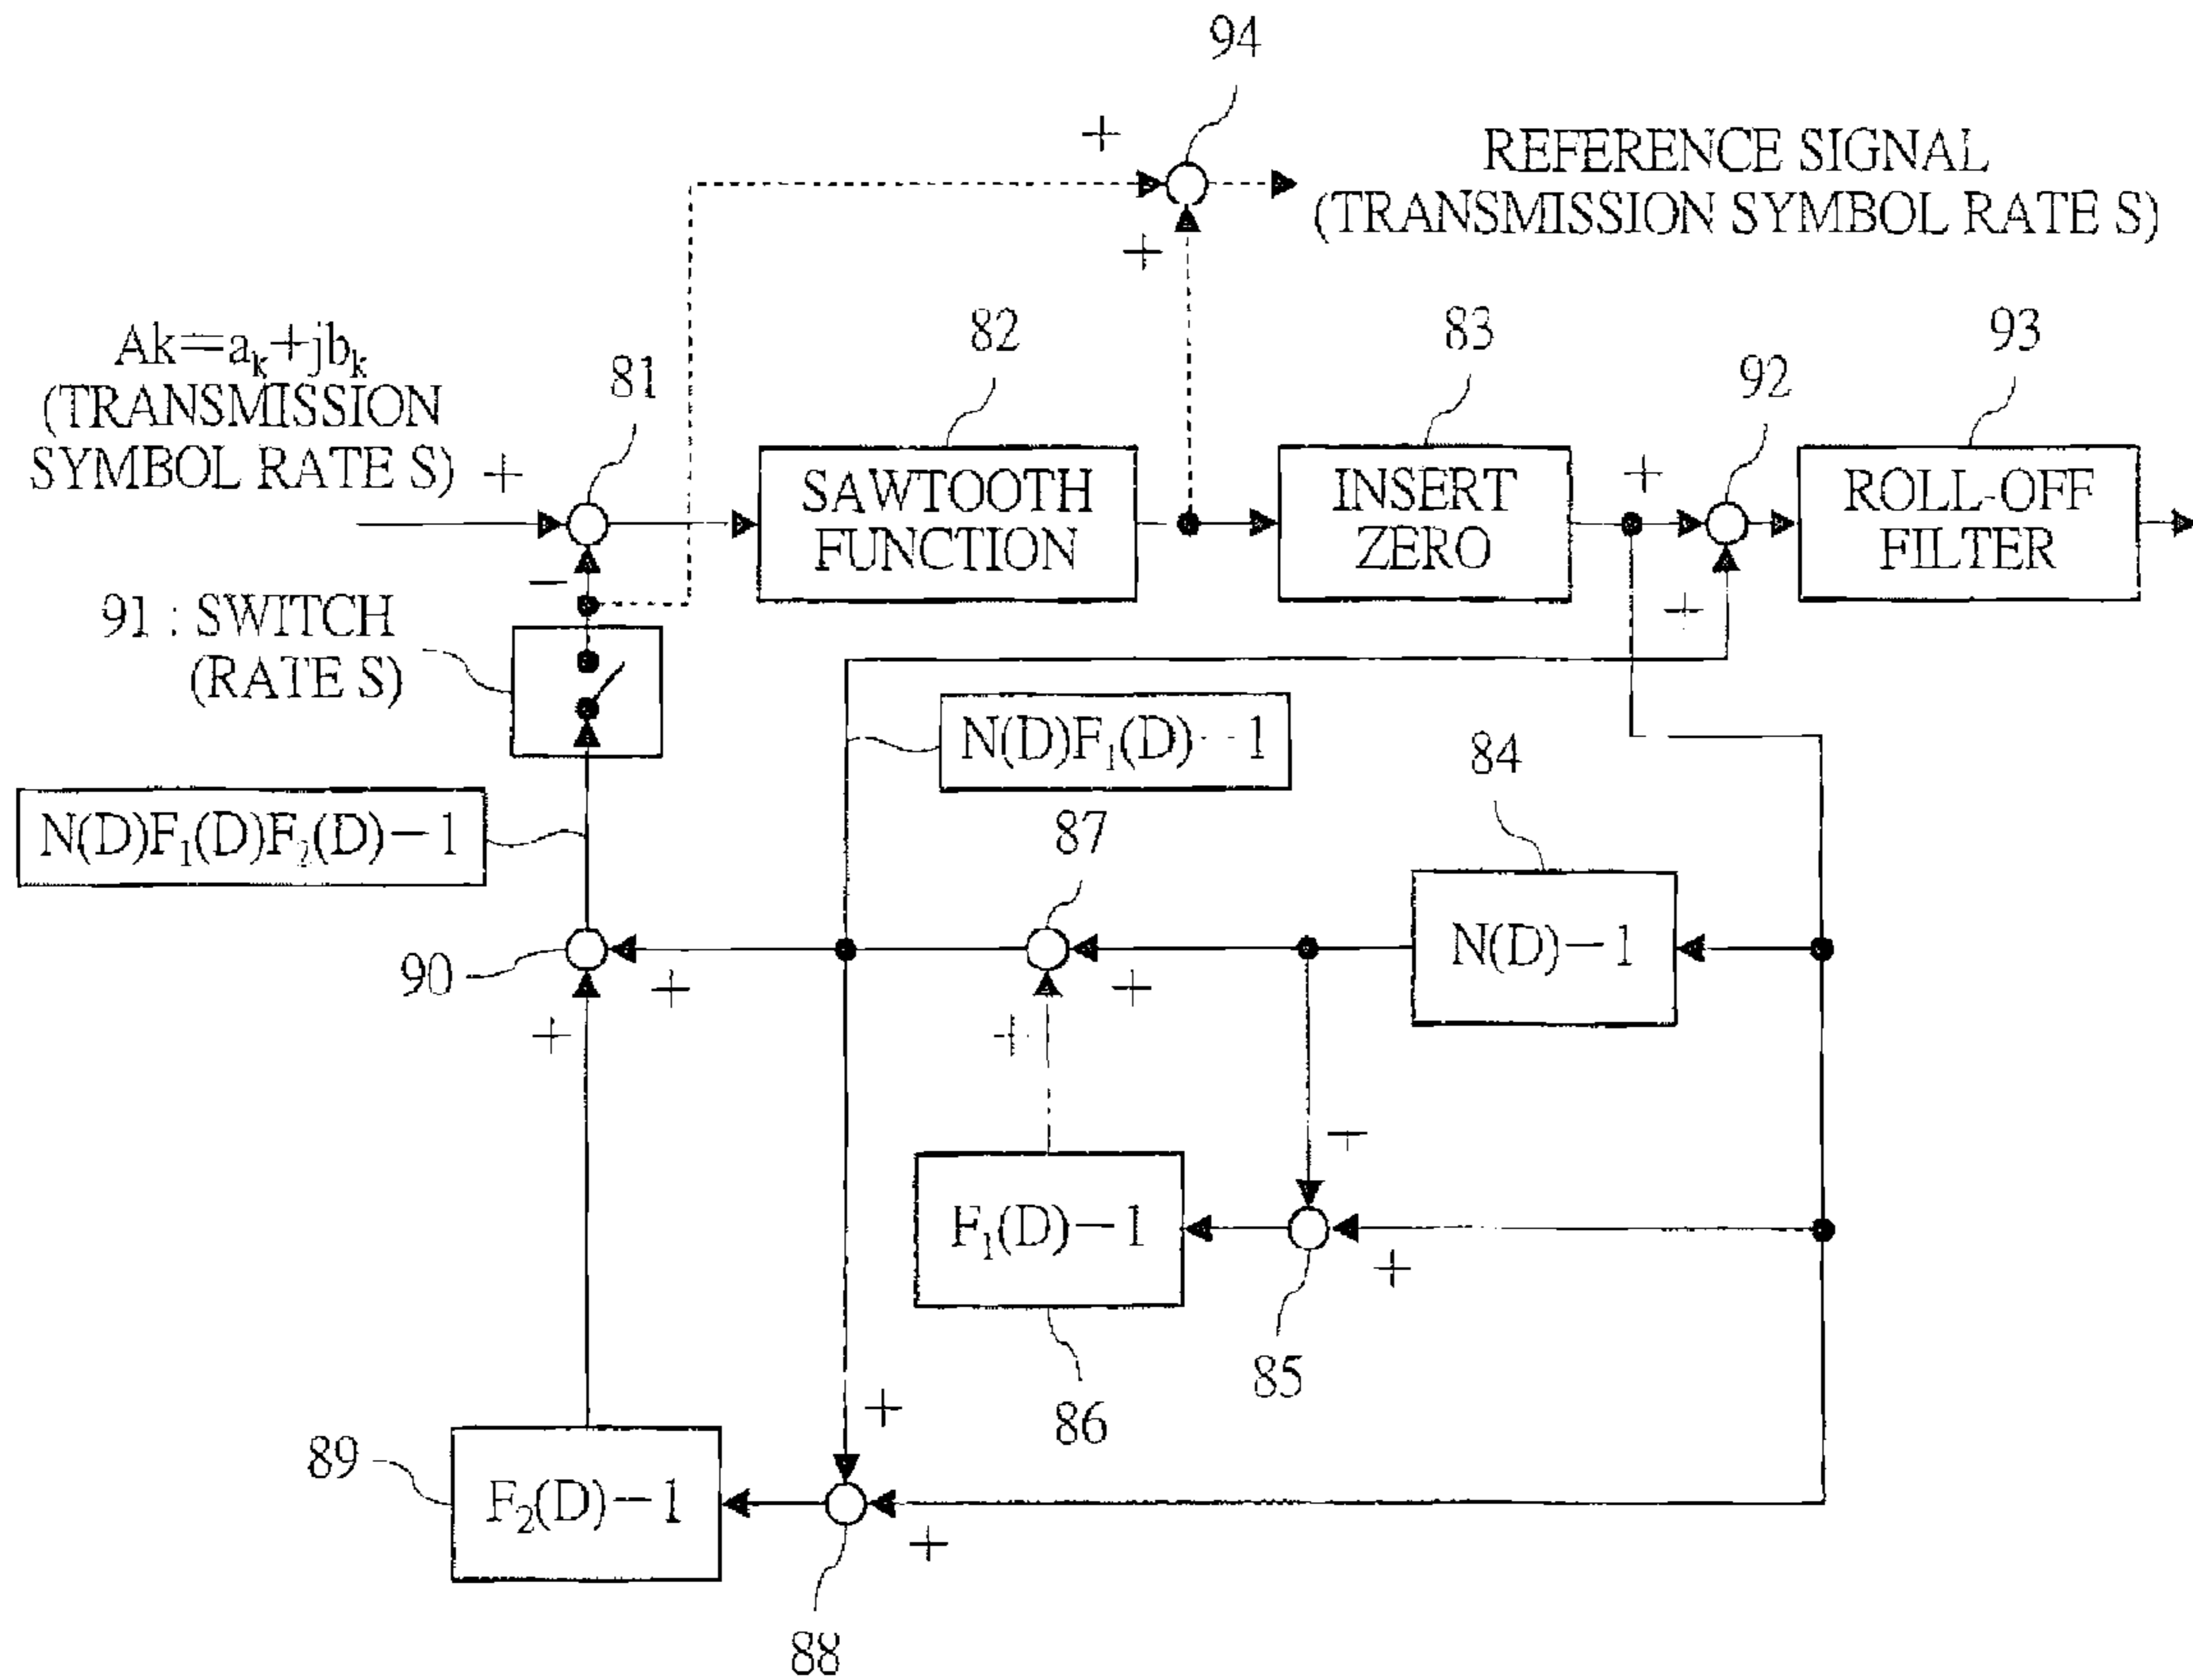 94
+
REFERENCE SIGNAL
(TRANSMISSION SYMBOL RATE S)
+
Ak=aₖ+jbₖ
(TRANSMISSION
SYMBOL RATE S)
+
81
82
83
92
93
SAWTOOTH
FUNCTION
INSERT
ZERO
+
ROLL-OFF
FILTER
−
+
91 : SWITCH
(RATE S)
N(D)F₁(D)−1
84
N(D)F₁(D)F₂(D)−1
87
N(D)−1
90
+
+
+
+
+
F₁(D)−1
+
85
86
+
89
F₂(D)−1
+
88